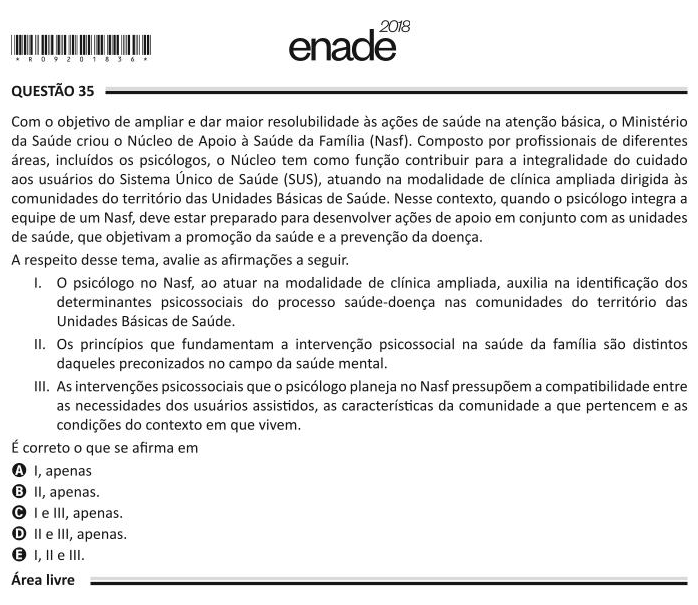 enade 2018
* R 0 9 2 0 1 8 3 6 *
QUESTÃO 35
Com o objetivo de ampliar e dar maior resolubilidade às ações de saúde na atenção básica, o Ministério
da Saúde criou o Núcleo de Apoio à Saúde da Família (Nasf). Composto por profissionais de diferentes
áreas, incluídos os psicólogos, o Núcleo tem como função contribuir para a integralidade do cuidado
aos usuários do Sistema Único de Saúde (SUS), atuando na modalidade de clínica ampliada dirigida às
comunidades do território das Unidades Básicas de Saúde. Nesse contexto, quando o psicólogo integra a
equipe de um Nasf, deve estar preparado para desenvolver ações de apoio em conjunto com as unidades
de saúde, que objetivam a promoção da saúde e a prevenção da doença.
A respeito desse tema, avalie as afirmações a seguir.
I. O psicólogo no Nasf, ao atuar na modalidade de clínica ampliada, auxilia na identificação dos
determinantes psicossociais do processo saúde-doença nas comunidades do território das
Unidades Básicas de Saúde.
II. Os princípios que fundamentam a intervenção psicossocial na saúde da família são distintos
daqueles preconizados no campo da saúde mental.
III. As intervenções psicossociais que o psicólogo planeja no Nasf pressupõem a compatibilidade entre
as necessidades dos usuários assistidos, as características da comunidade a que pertencem e as
condições do contexto em que vivem.
É correto o que se afirma em
A I, apenas
B II, apenas.
C I e III, apenas.
D II e III, apenas.
E I, II e III.
Área livre